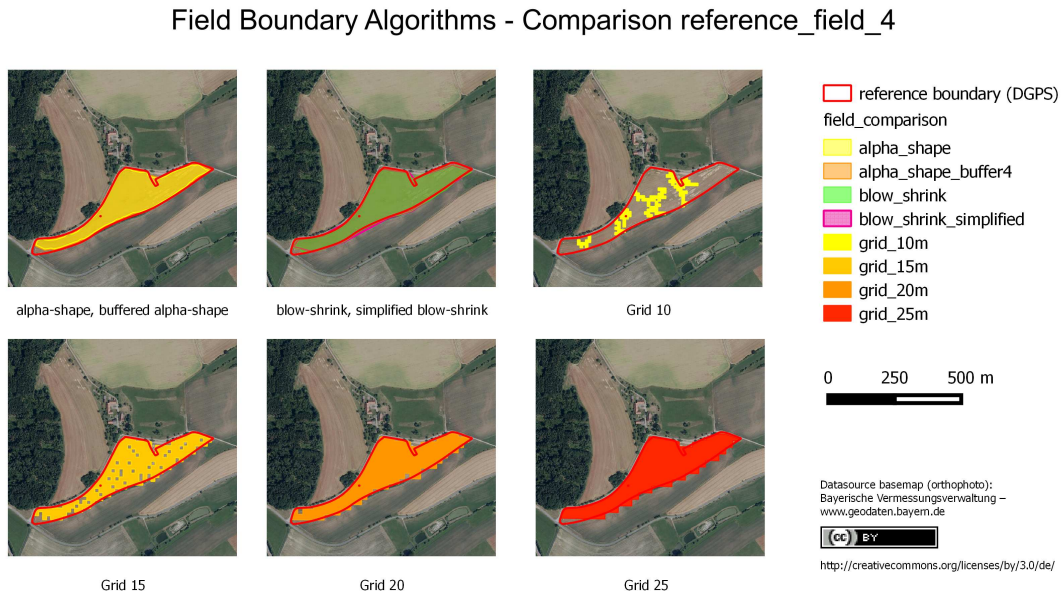 Field Boundary Algorithms - Comparison reference_field_4
reference boundary (DGPS)
field_comparison
alpha_shape
alpha_shape_buffer4
blow_shrink
blow_shrink_simplified
grid_10m
grid_15m
grid_20m
grid_25m
alpha-shape, buffered alpha-shape
blow-shrink, simplified blow-shrink
Grid 10
0 250 500 m
Datasource basemap (orthophoto):
Bayerische Vermessungsverwaltung –
www.geodaten.bayern.de
cc BY
http://creativecommons.org/licenses/by/3.0/de/
Grid 15
Grid 20
Grid 25